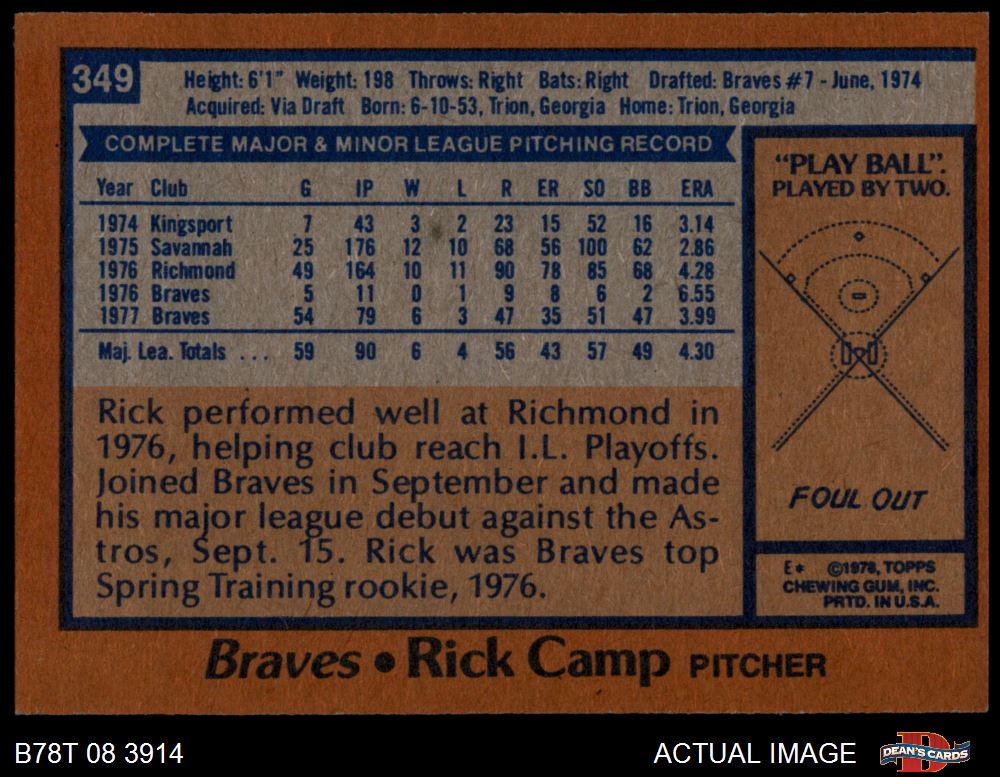 349
Height: 6'1" Weight: 198 Throws: Right Bats: Right Drafted: Braves #7 - June, 1974
Acquired: Via Draft Born: 6-10-53, Trion, Georgia Home: Trion, Georgia
COMPLETE MAJOR & MINOR LEAGUE PITCHING RECORD
Year Club G IP W L R ER SO BB ERA
1974 Kingsport 7 43 3 2 23 15 52 16 3.14
1975 Savannah 25 176 12 10 68 56 100 62 2.86
1976 Richmond 49 164 10 11 90 78 85 68 4.28
1976 Braves 5 11 0 1 9 8 6 2 6.55
1977 Braves 54 79 6 3 47 35 51 47 3.99
Maj. Lea. Totals ... 59 90 6 4 56 43 57 49 4.30
Rick performed well at Richmond in
1976, helping club reach I.L. Playoffs.
Joined Braves in September and made
his major league debut against the As-
tros, Sept. 15. Rick was Braves top
Spring Training rookie, 1976.
"PLAY BALL".
PLAYED BY TWO.
FOUL OUT
E* ©1978, TOPPS
CHEWING GUM, INC.
PRTD. IN U.S.A.
Braves • Rick Camp PITCHER
B78T 08 3914
ACTUAL IMAGE
D
DEAN'S CARDS